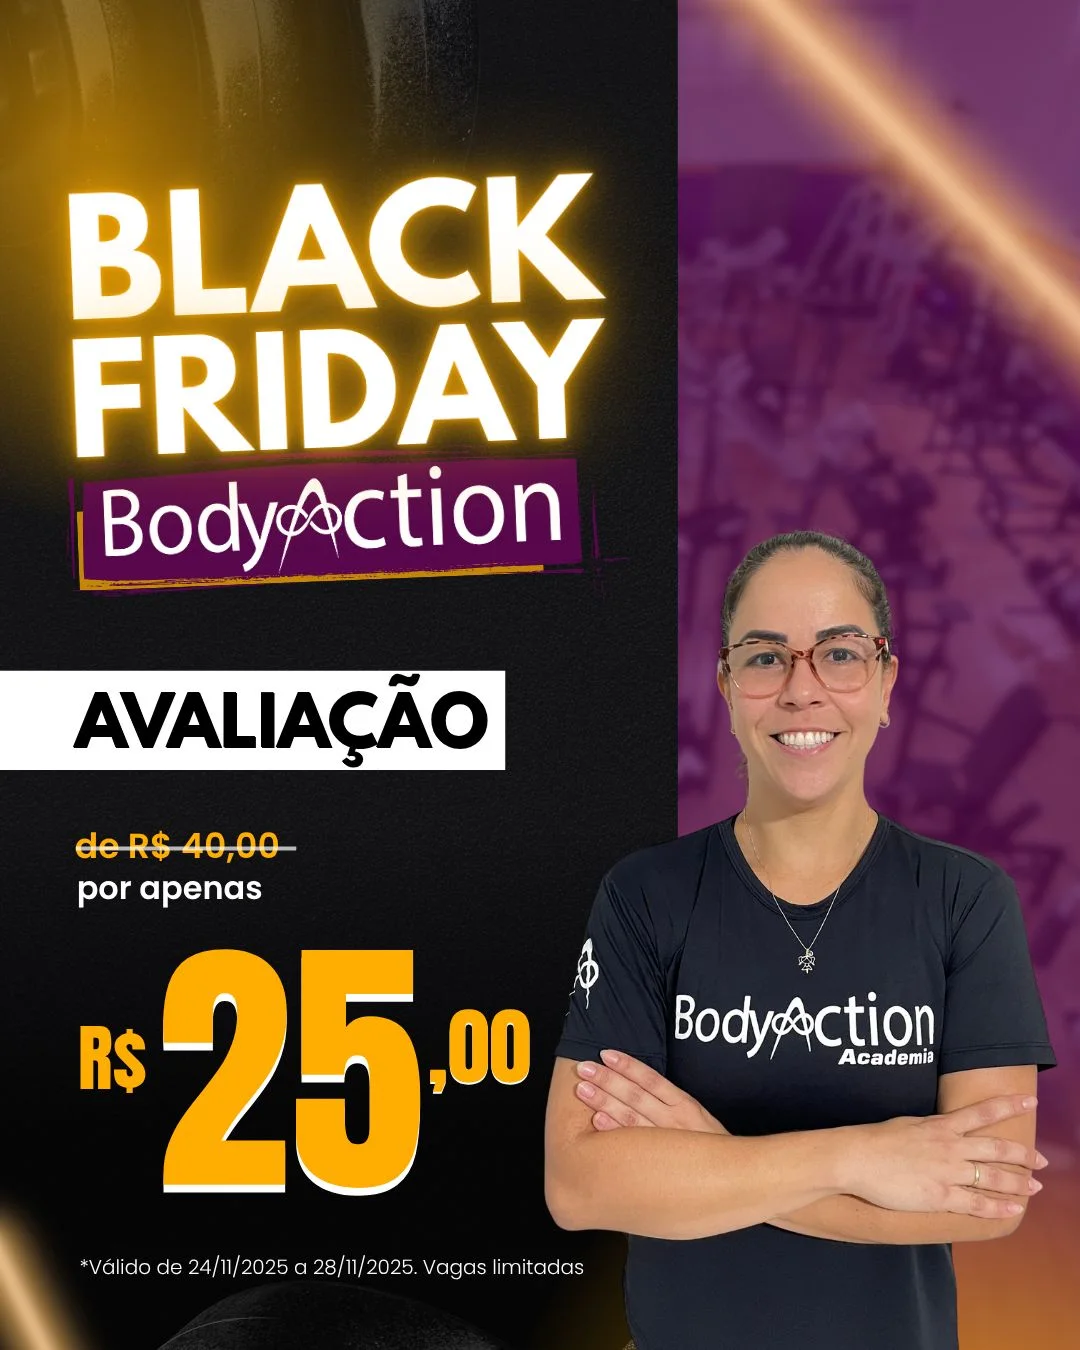 BLACK
FRIDAY
BodyAction
AVALIAÇÃO
de R$ 40,00
por apenas
R$ 25,00
BodyAction
Academia
*Válido de 24/11/2025 a 28/11/2025. Vagas limitadas